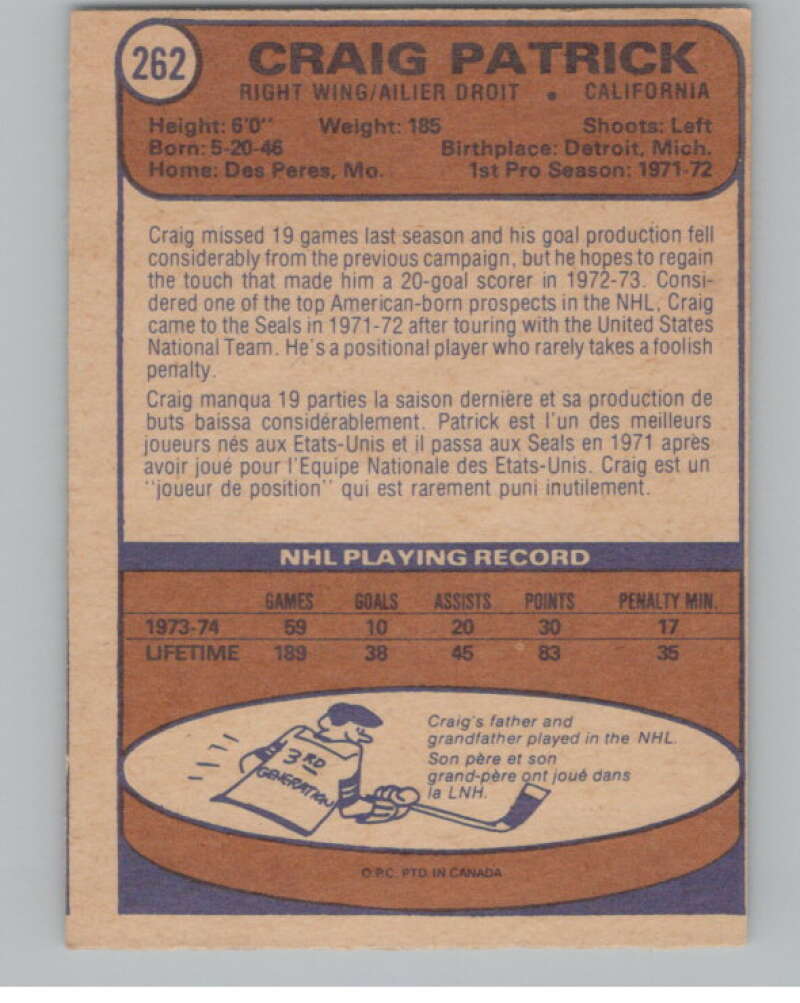 262
CRAIG PATRICK
RIGHT WING/AILIER DROIT • CALIFORNIA
Height: 6'0" Weight: 185 Shoots: Left
Born: 5-20-46 Birthplace: Detroit, Mich.
Home: Des Peres, Mo. 1st Pro Season: 1971-72
Craig missed 19 games last season and his goal production fell
considerably from the previous campaign, but he hopes to regain
the touch that made him a 20-goal scorer in 1972-73. Consi-
dered one of the top American-born prospects in the NHL, Craig
came to the Seals in 1971-72 after touring with the United States
National Team. He's a positional player who rarely takes a foolish
penalty.
Craig manqua 19 parties la saison dernière et sa production de
buts baissa considérablement. Patrick est l'un des meilleurs
joueurs nés aux Etats-Unis et il passa aux Seals en 1971 après
avoir joué pour l'Equipe Nationale des Etats-Unis. Craig est un
"joueur de position" qui est rarement puni inutilement.
NHL PLAYING RECORD
GAMES GOALS ASSISTS POINTS PENALTY MIN.
1973-74 59 10 20 30 17
LIFETIME 189 38 45 83 35
Craig's father and
grandfather played in the NHL.
Son père et son
grand-père ont joué dans
la LNH.
3RD
GENERATION
O.P.C. PTD. IN CANADA